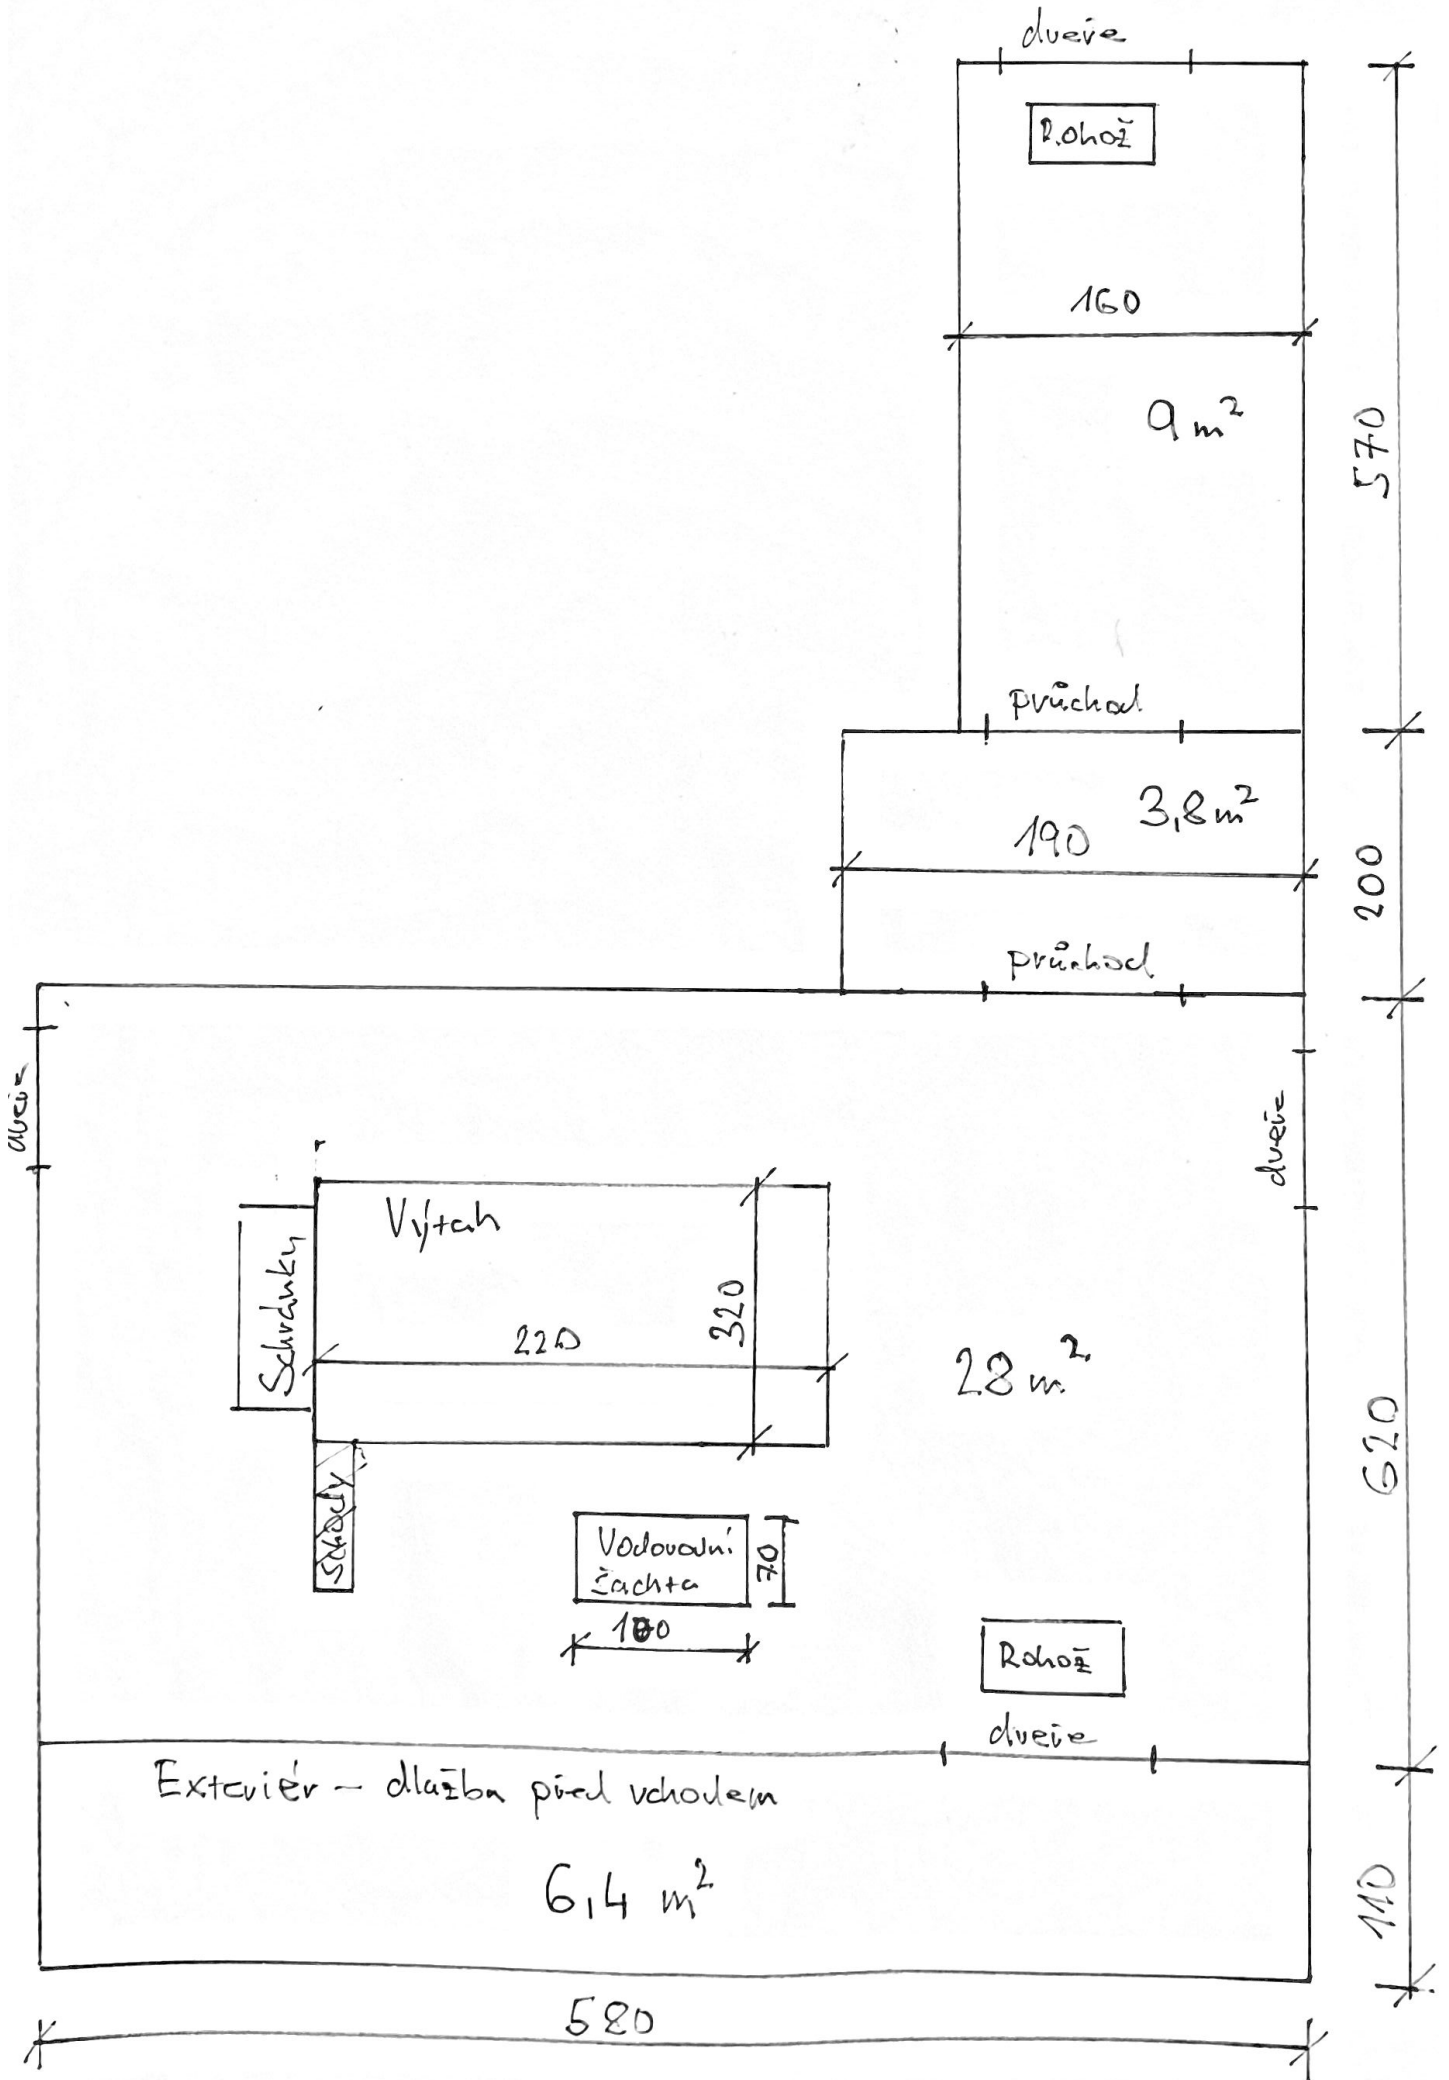 dveře
Rohož
160
9 m²
570
průchod
3,8 m²
190
200
průchod
dveře
dveře
Výtah
Schránky
320
220
28 m²
620
Schody
Vodovodní
šachta
70
100
Rohož
dveře
Exteriér – dlažba před vchodem
6,4 m²
110
580